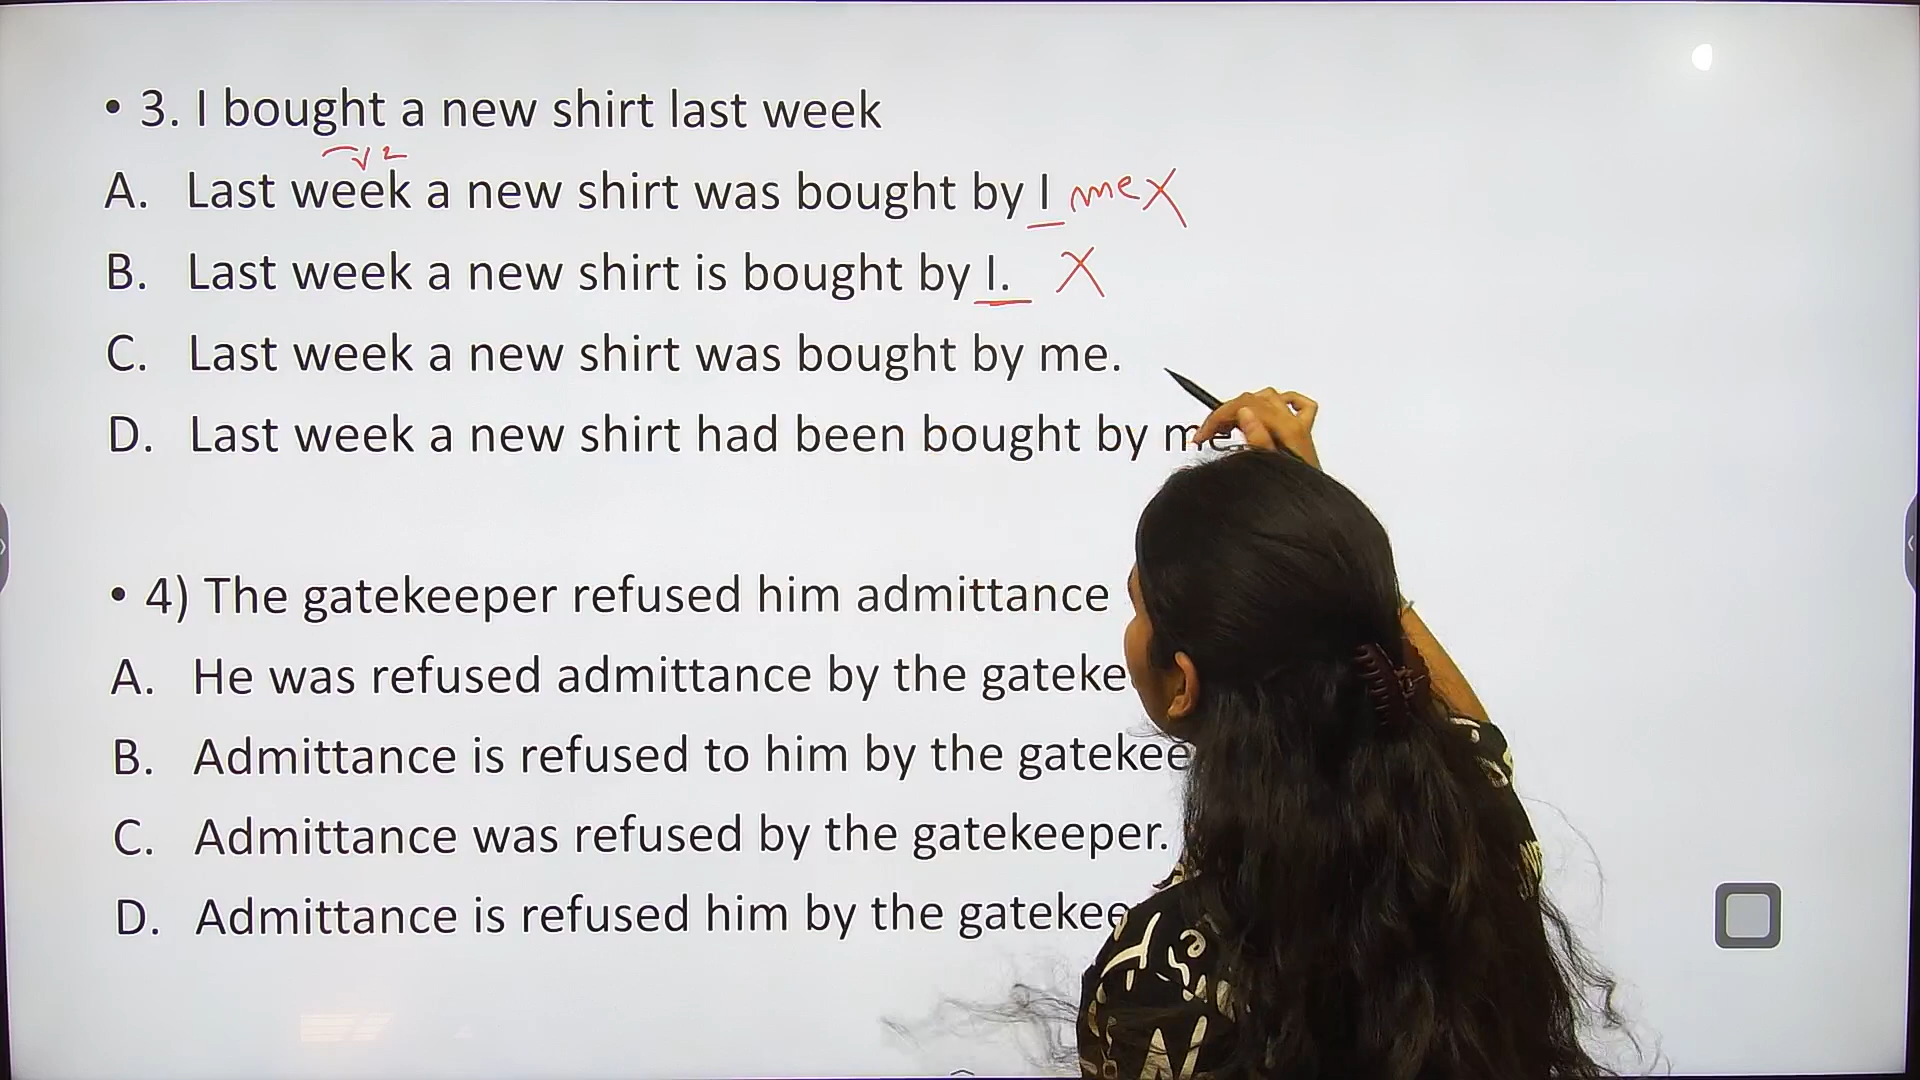 • 3. I bought a new shirt last week
v2
A. Last week a new shirt was bought by I me X
B. Last week a new shirt is bought by I. X
C. Last week a new shirt was bought by me.
D. Last week a new shirt had been bought by me
• 4) The gatekeeper refused him admittance
A. He was refused admittance by the
B. Admittance is refused to him by the
C. Admittance was refused by the gatekeeper.
D. Admittance is refused him by the